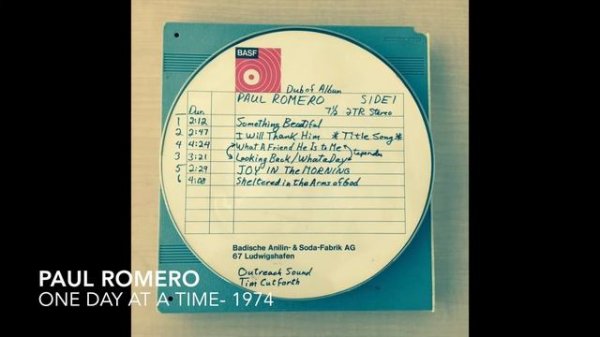 BASF
Dub of Album
PAUL ROMERO SIDE 1
7½ 2TR Stereo
Dur.
1 2:12 Something Beautiful
2 2:47 I Will Thank Him *Title Song*
4 4:24 What A Friend He Is to Me
3 3:21 Looking Back/What a Day
5 2:29 JOY IN THE MORNING
6 4:08 Sheltered in the Arms of God
Badische Anilin- & Soda-Fabrik AG
67 Ludwigshafen
Outreach Sound
Tim Cutforth
PAUL ROMERO
ONE DAY AT A TIME- 1974